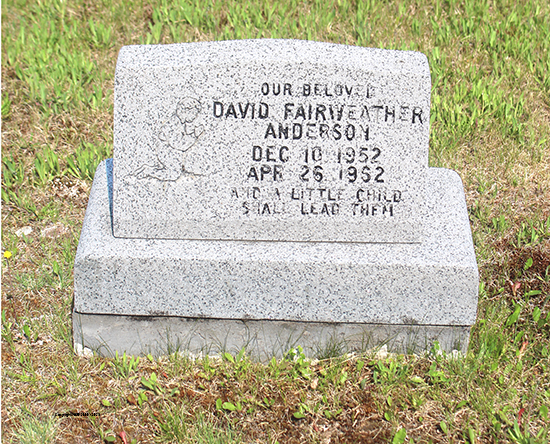 OUR BELOVED
DAVID FAIRWEATHER
ANDERSON
DEC 10 1952
APR 26 1962
AND A LITTLE CHILD
SHALL LEAD THEM